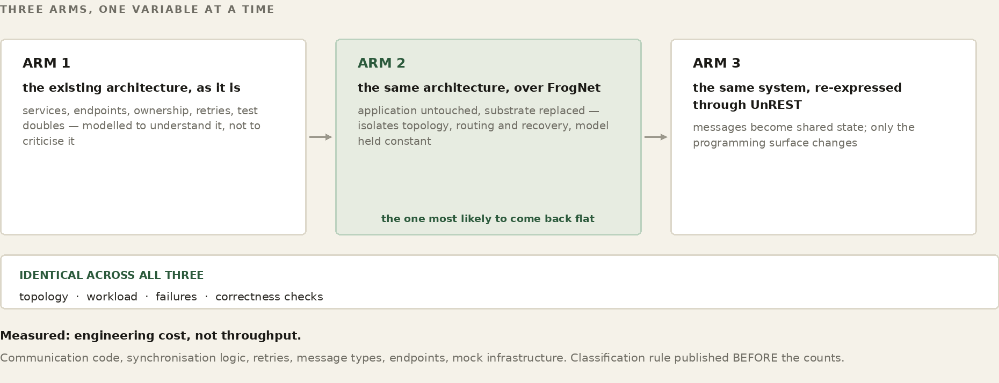 THREE ARMS, ONE VARIABLE AT A TIME
ARM 1
the existing architecture, as it is
services, endpoints, ownership, retries, test
doubles — modelled to understand it, not to
criticise it
ARM 2
the same architecture, over FrogNet
application untouched, substrate replaced —
isolates topology, routing and recovery, model
held constant
the one most likely to come back flat
ARM 3
the same system, re-expressed
through UnREST
messages become shared state; only the
programming surface changes
IDENTICAL ACROSS ALL THREE
topology · workload · failures · correctness checks
Measured: engineering cost, not throughput.
Communication code, synchronisation logic, retries, message types, endpoints, mock infrastructure. Classification rule published BEFORE the counts.